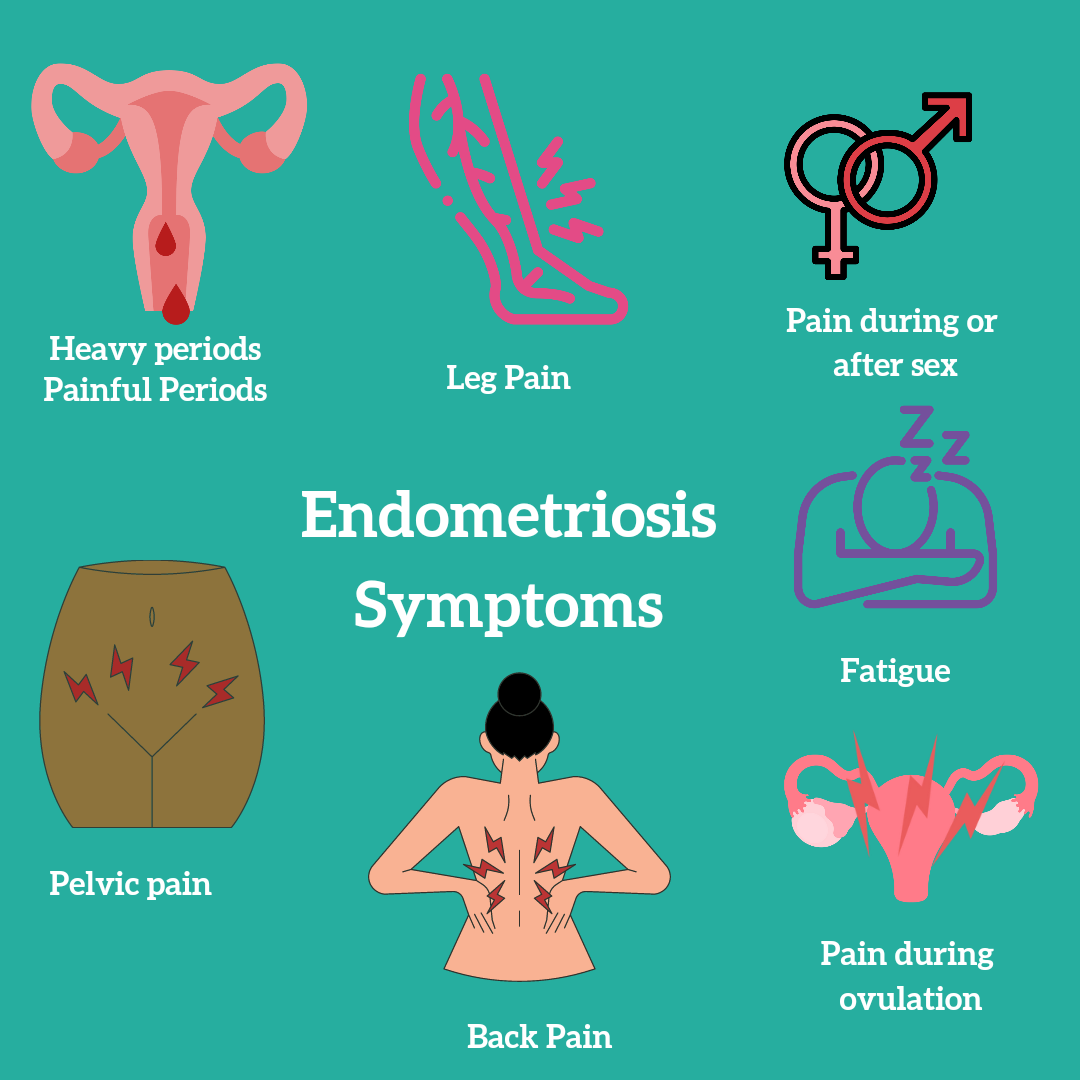 Heavy periods
Painful Periods
Leg Pain
Pain during or
after sex
Endometriosis
Symptoms
Z
Z
Z
Fatigue
Pelvic pain
Back Pain
Pain during
ovulation